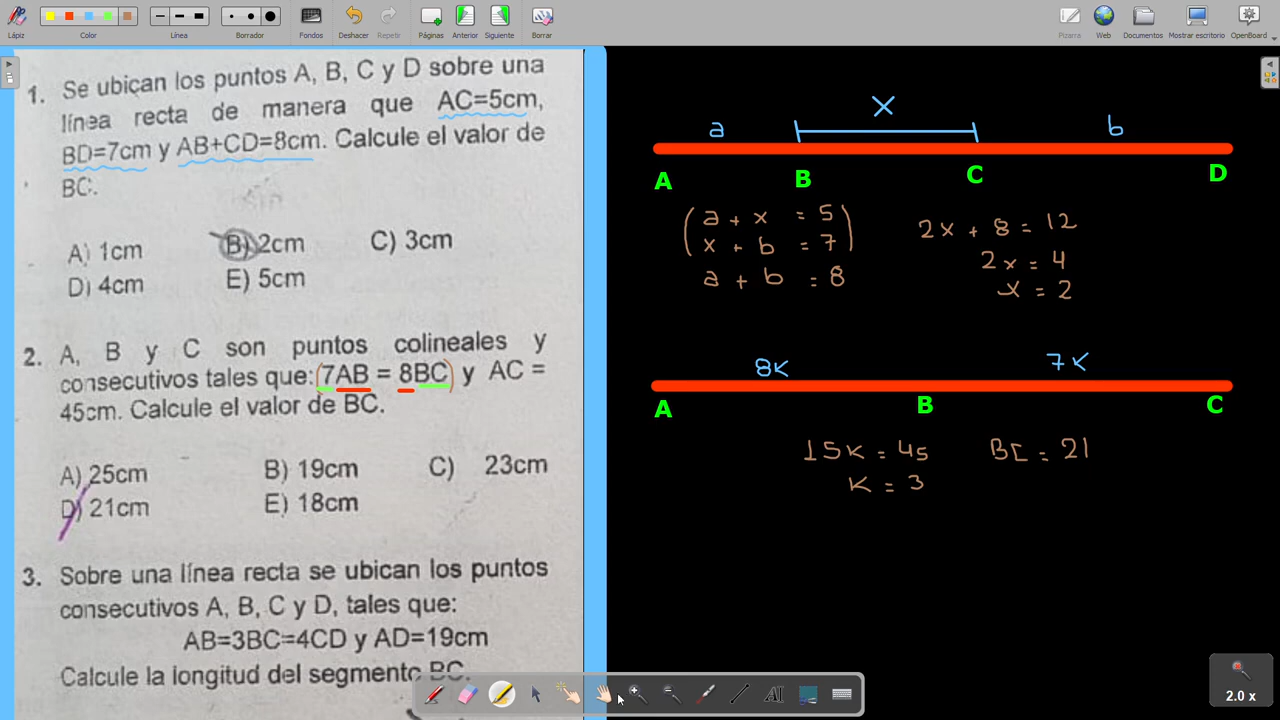 Lápiz
Color
Línea
Borrador
Fondos
Deshacer
Repetir
Páginas
Anterior
Siguiente
Borrar
Pizarra
Web
Documentos
Mostrar escritorio
OpenBoard
1. Se ubican los puntos A, B, C y D sobre una
línea recta de manera que AC=5cm,
BD=7cm y AB+CD=8cm. Calcule el valor de
BC.
A) 1cm B) 2cm C) 3cm
D) 4cm E) 5cm
2. A, B y C son puntos colineales y
consecutivos tales que: (7AB = 8BC) y AC =
45cm. Calcule el valor de BC.
A) 25cm B) 19cm C) 23cm
D) 21cm E) 18cm
3. Sobre una línea recta se ubican los puntos
consecutivos A, B, C y D, tales que:
AB=3BC=4CD y AD=19cm
Calcule la longitud del segmento BC.
x
a b
A B C D
a + x = 5
x + b = 7
a + b = 8
2x + 8 = 12
2x = 4
x = 2
8K 7K
A B C
15K = 45
K = 3
BC = 21
2.0 x